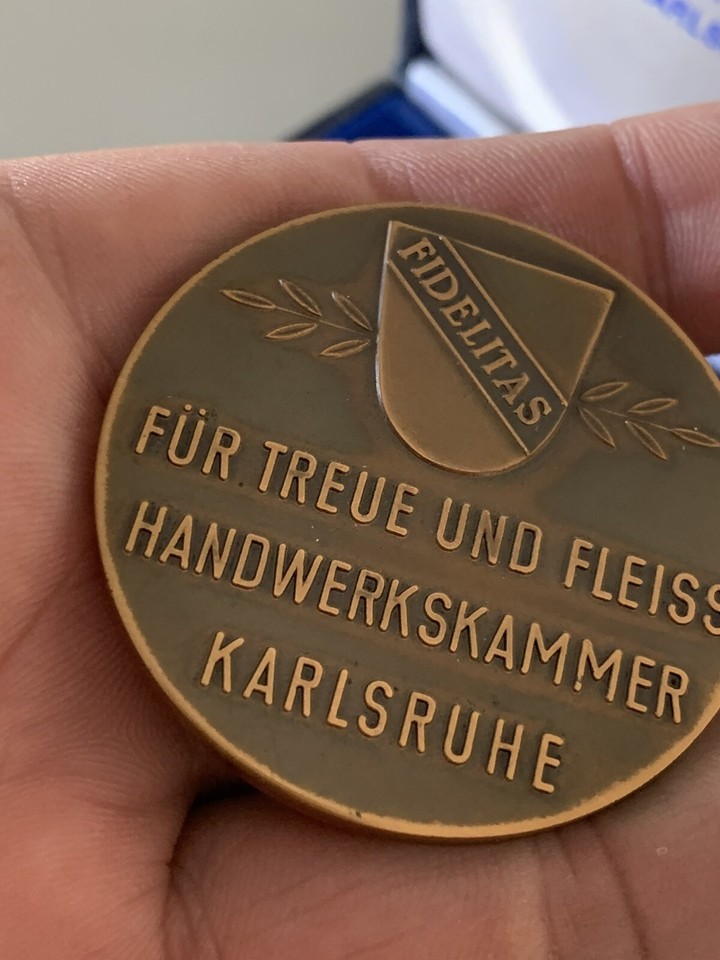 FIDELITAS
FÜR TREUE UND FLEISS
HANDWERKSKAMMER
KARLSRUHE